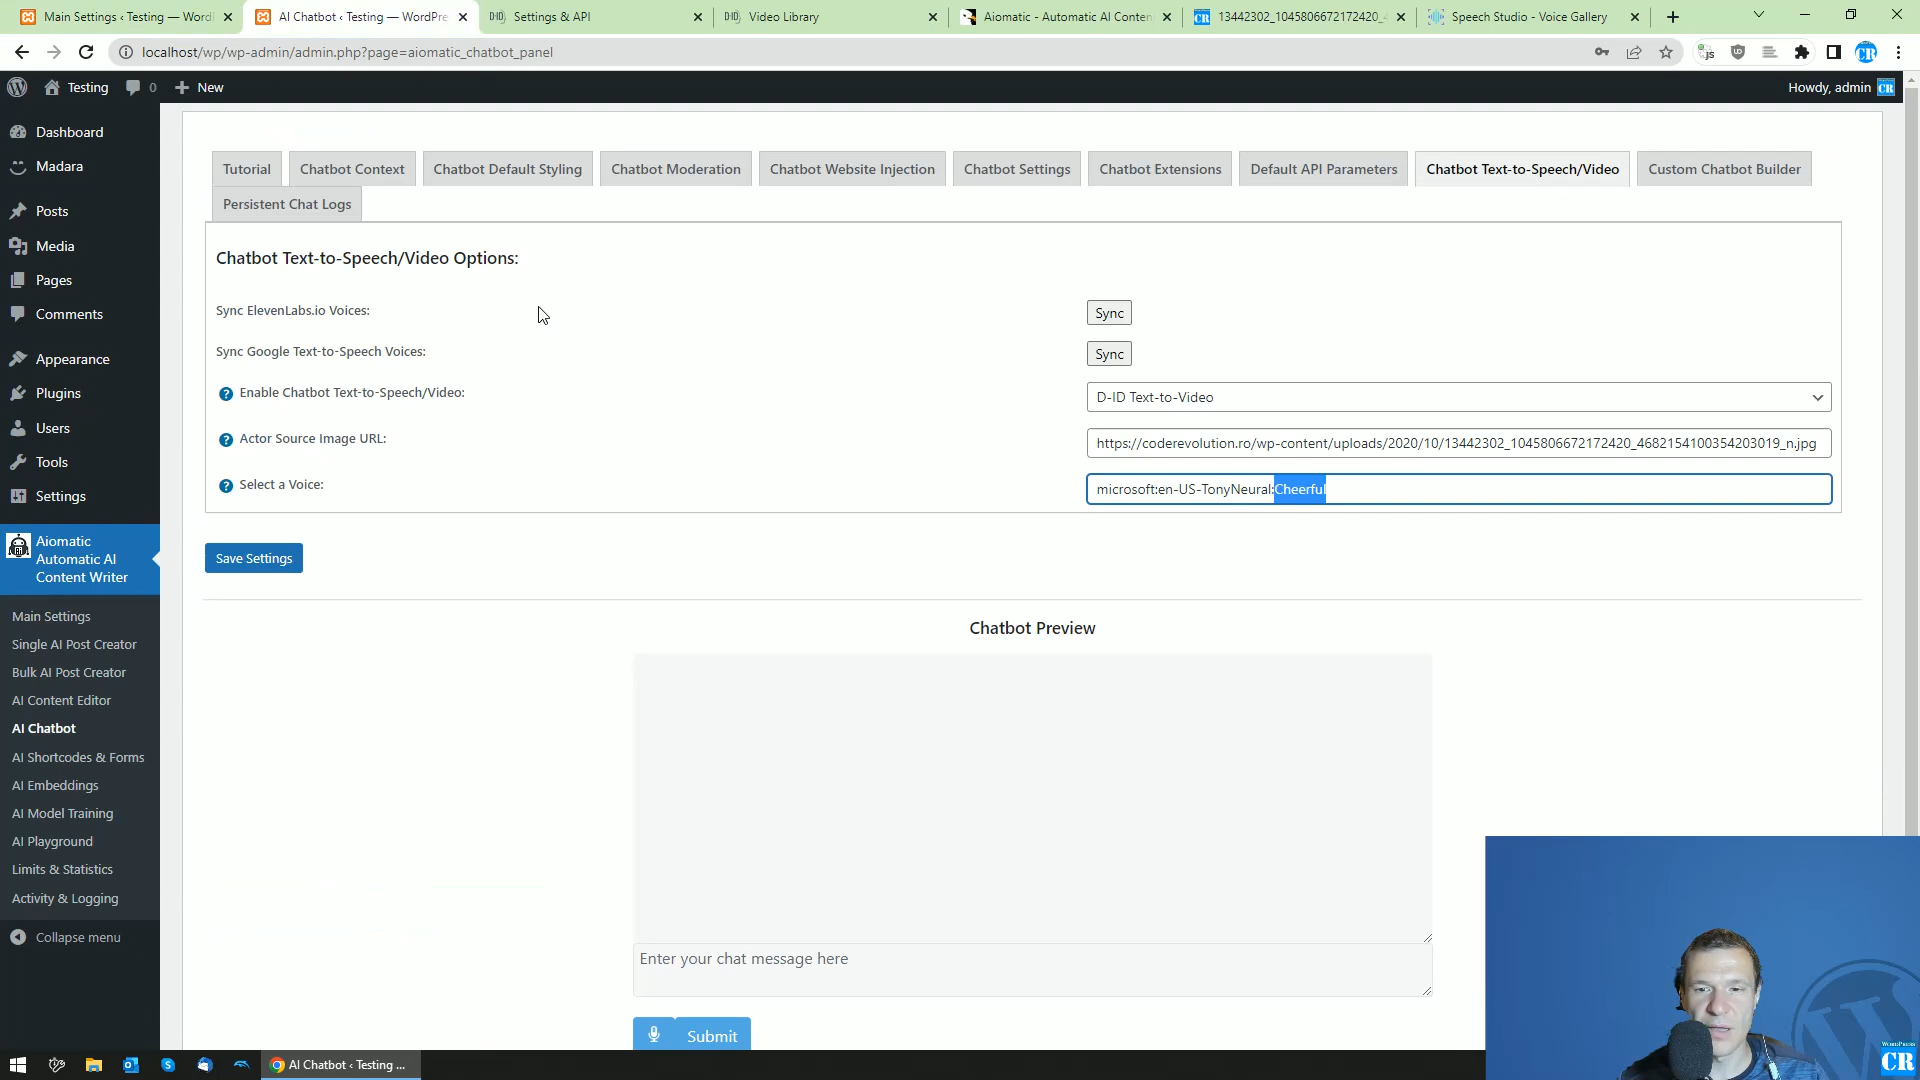 Main Settings ‹ Testing — WordP
AI Chatbot ‹ Testing — WordPre
Settings & API
Video Library
Aiomatic - Automatic AI Conten
13442302_1045806672172420_4
Speech Studio - Voice Gallery
localhost/wp/wp-admin/admin.php?page=aiomatic_chatbot_panel
Testing
0
New
Howdy, admin
Dashboard
Madara
Posts
Media
Pages
Comments
Appearance
Plugins
Users
Tools
Settings
Aiomatic
Automatic AI
Content Writer
Main Settings
Single AI Post Creator
Bulk AI Post Creator
AI Content Editor
AI Chatbot
AI Shortcodes & Forms
AI Embeddings
AI Model Training
AI Playground
Limits & Statistics
Activity & Logging
Collapse menu
Tutorial
Chatbot Context
Chatbot Default Styling
Chatbot Moderation
Chatbot Website Injection
Chatbot Settings
Chatbot Extensions
Default API Parameters
Chatbot Text-to-Speech/Video
Custom Chatbot Builder
Persistent Chat Logs
Chatbot Text-to-Speech/Video Options:
Sync ElevenLabs.io Voices:
Sync
Sync Google Text-to-Speech Voices:
Sync
Enable Chatbot Text-to-Speech/Video:
D-ID Text-to-Video
Actor Source Image URL:
https://coderevolution.ro/wp-content/uploads/2020/10/13442302_1045806672172420_4682154100354203019_n.jpg
Select a Voice:
microsoft:en-US-TonyNeural:Cheerful
Save Settings
Chatbot Preview
Enter your chat message here
Submit
AI Chatbot ‹ Testing ...
WORDPRESS
CR